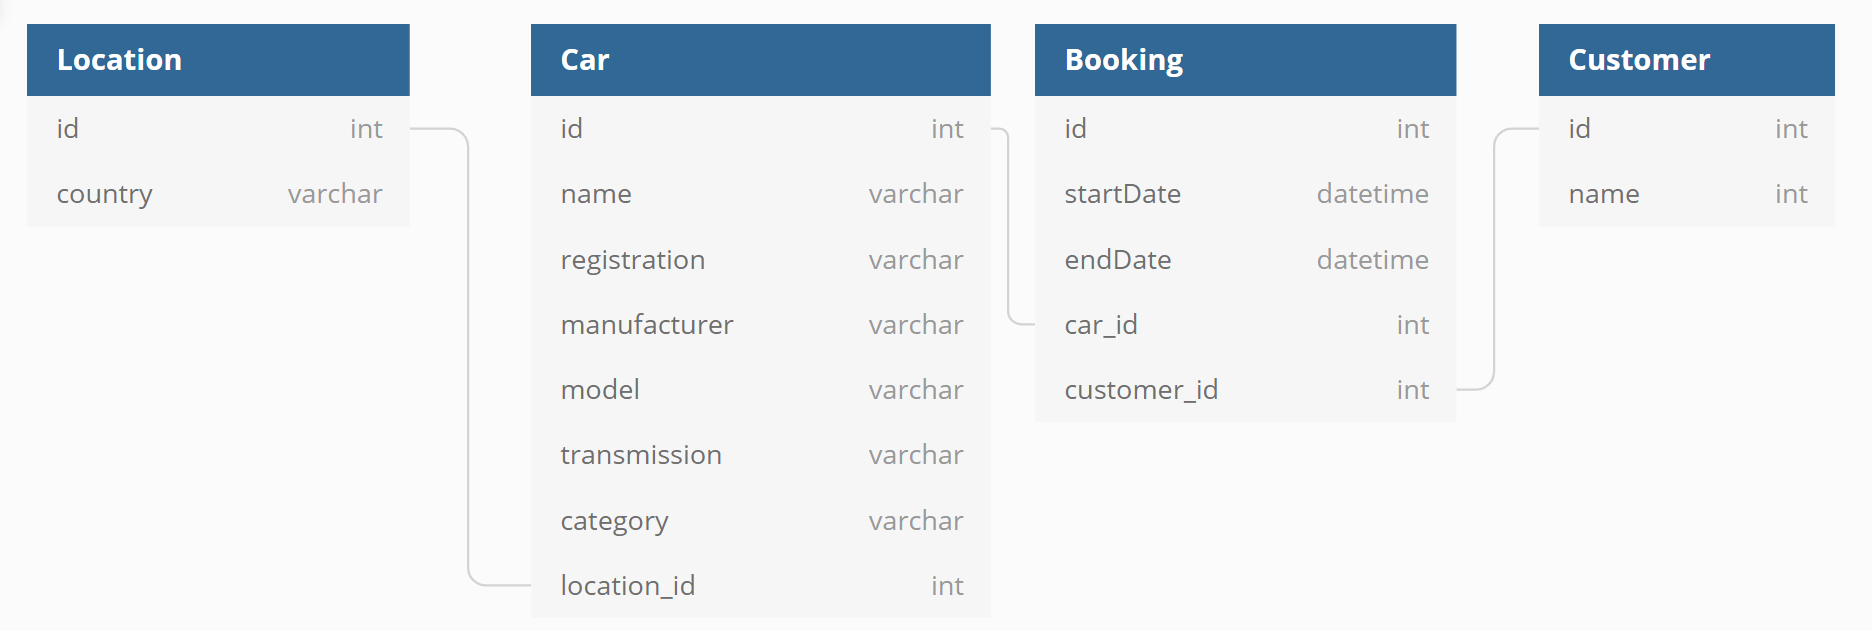 Location
id int
country varchar
Car
id int
name varchar
registration varchar
manufacturer varchar
model varchar
transmission varchar
category varchar
location_id int
Booking
id int
startDate datetime
endDate datetime
car_id int
customer_id int
Customer
id int
name int